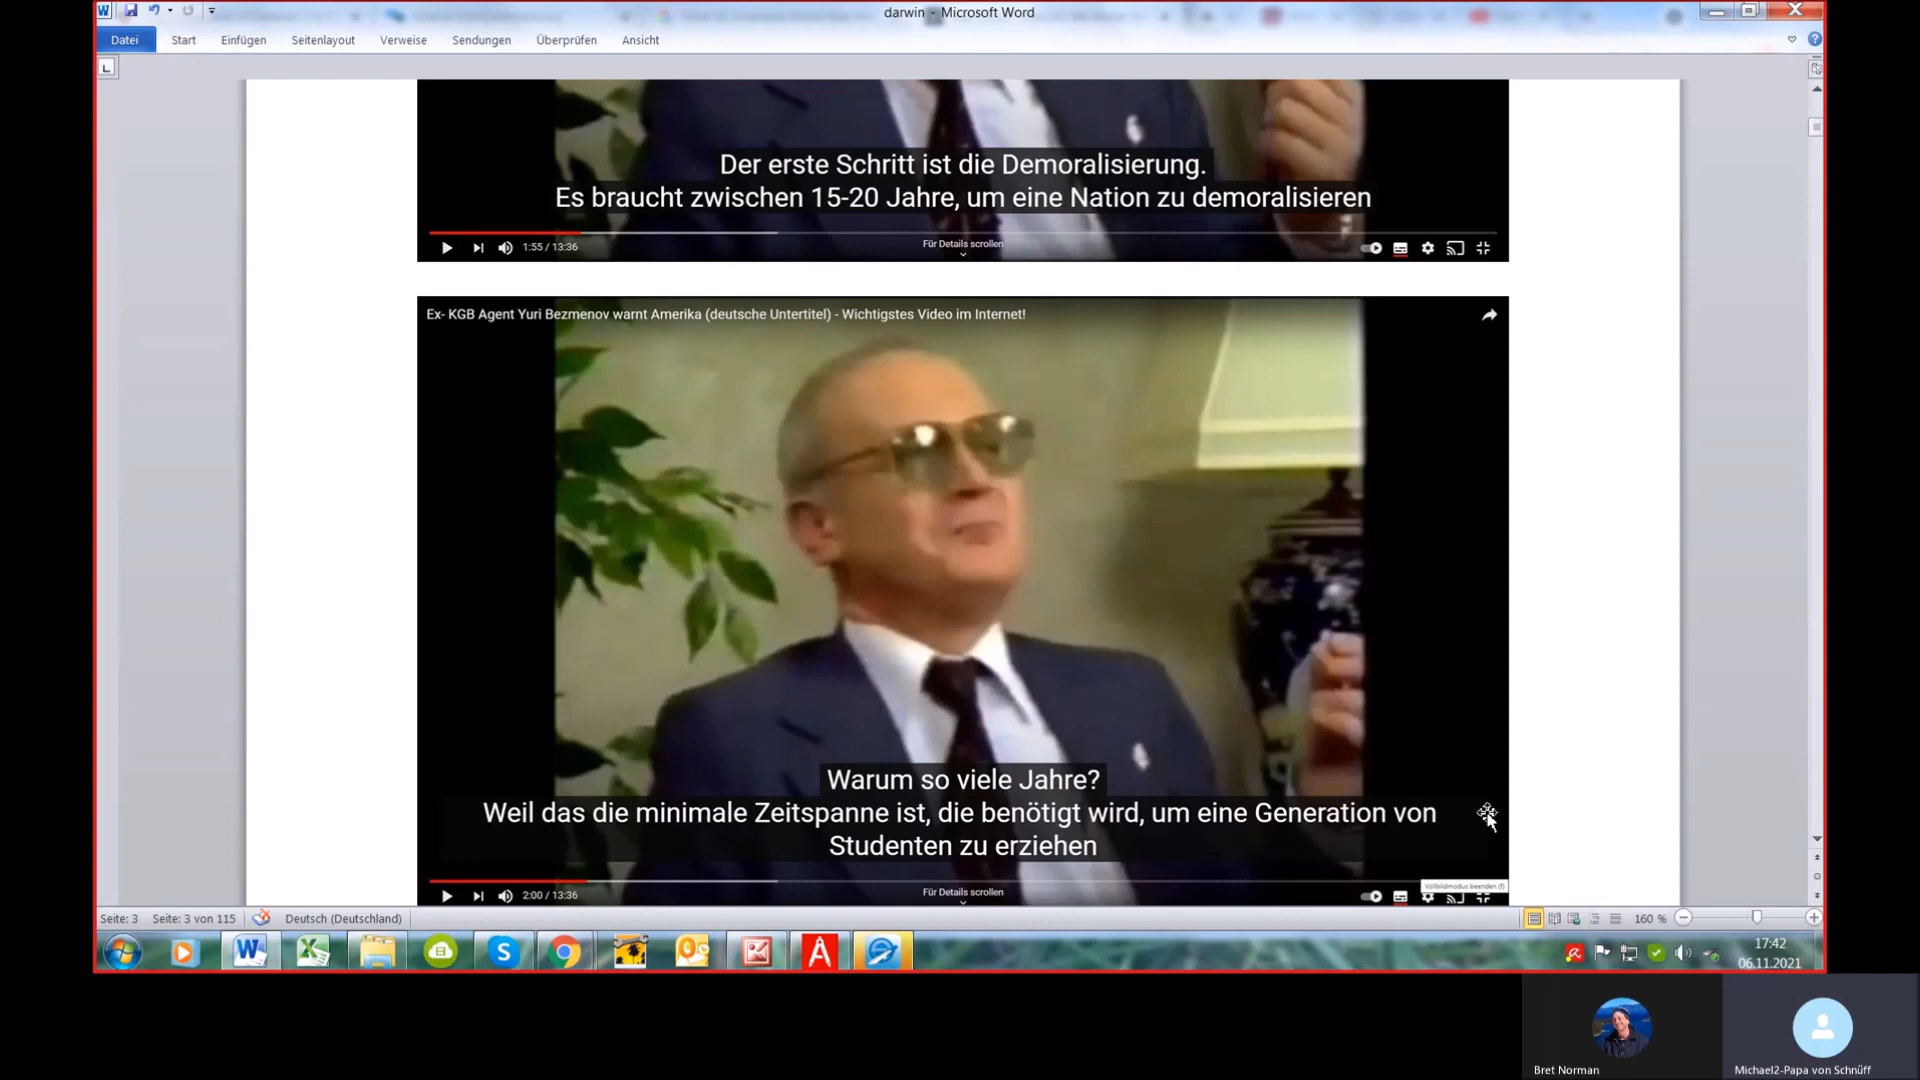 darwin - Microsoft Word
Datei Start Einfügen Seitenlayout Verweise Sendungen Überprüfen Ansicht
Der erste Schritt ist die Demoralisierung.
Es braucht zwischen 15-20 Jahre, um eine Nation zu demoralisieren
1:55 / 13:36
Für Details scrollen
Ex- KGB Agent Yuri Bezmenov warnt Amerika (deutsche Untertitel) - Wichtigstes Video im Internet!
Warum so viele Jahre?
Weil das die minimale Zeitspanne ist, die benötigt wird, um eine Generation von
Studenten zu erziehen
Vollbildmodus beenden (f)
2:00 / 13:36
Für Details scrollen
Seite: 3 Seite: 3 von 115 Deutsch (Deutschland) 160 %
17:42
06.11.2021
Bret Norman
Michael2-Papa von Schnüff